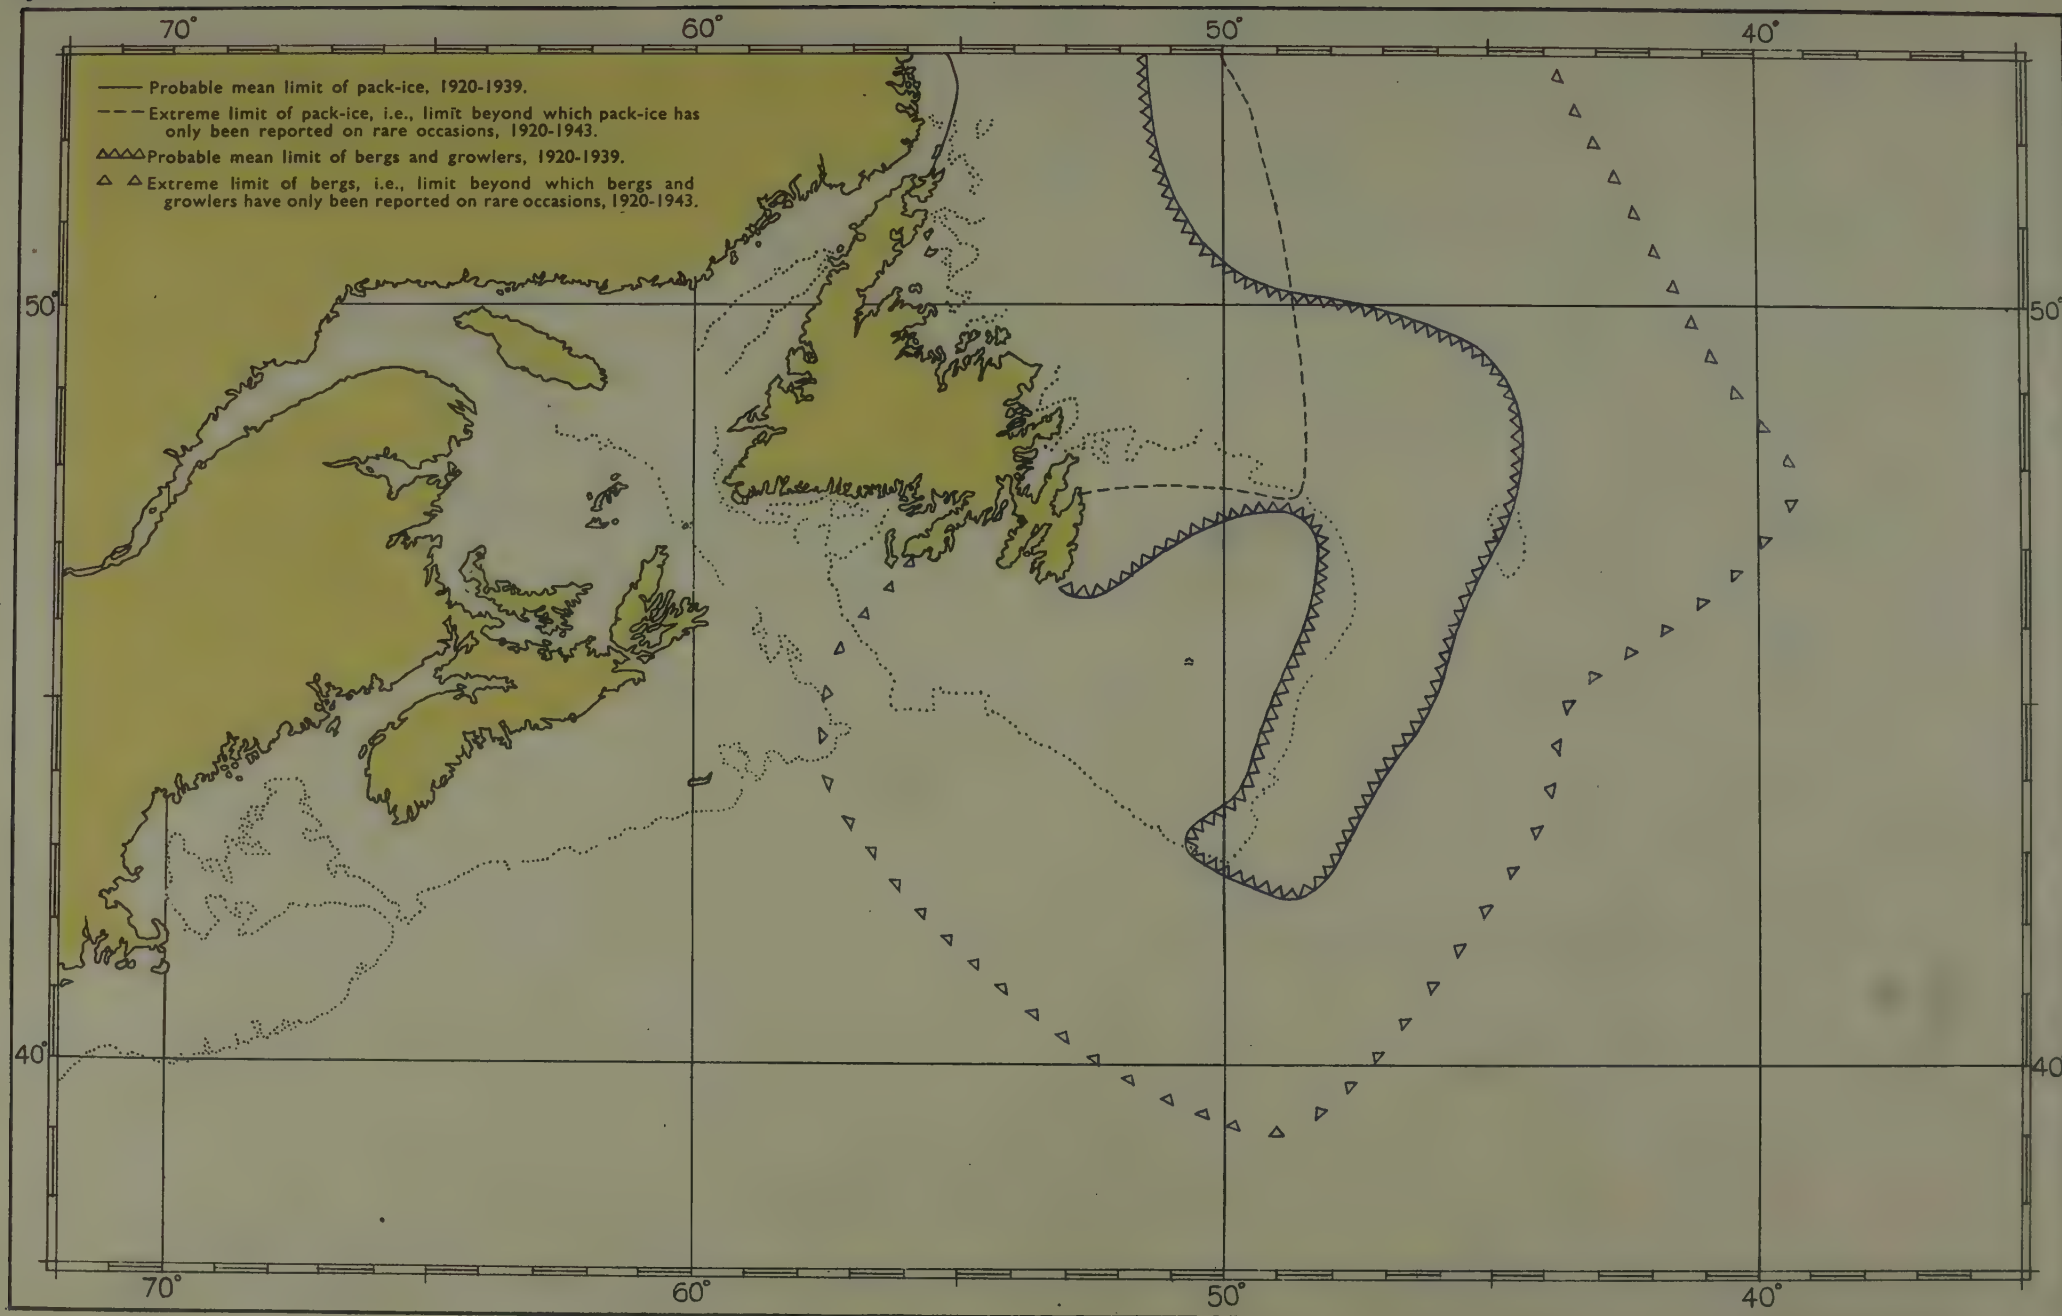 70° 60° 50° 40°
Probable mean limit of pack-ice, 1920-1939.
Extreme limit of pack-ice, i.e., limit beyond which pack-ice has
only been reported on rare occasions, 1920-1943.
Probable mean limit of bergs and growlers, 1920-1939.
Extreme limit of bergs, i.e., limit beyond which bergs and
growlers have only been reported on rare occasions, 1920-1943.
50° 50°
40° 40
70° 60° 50° 40°